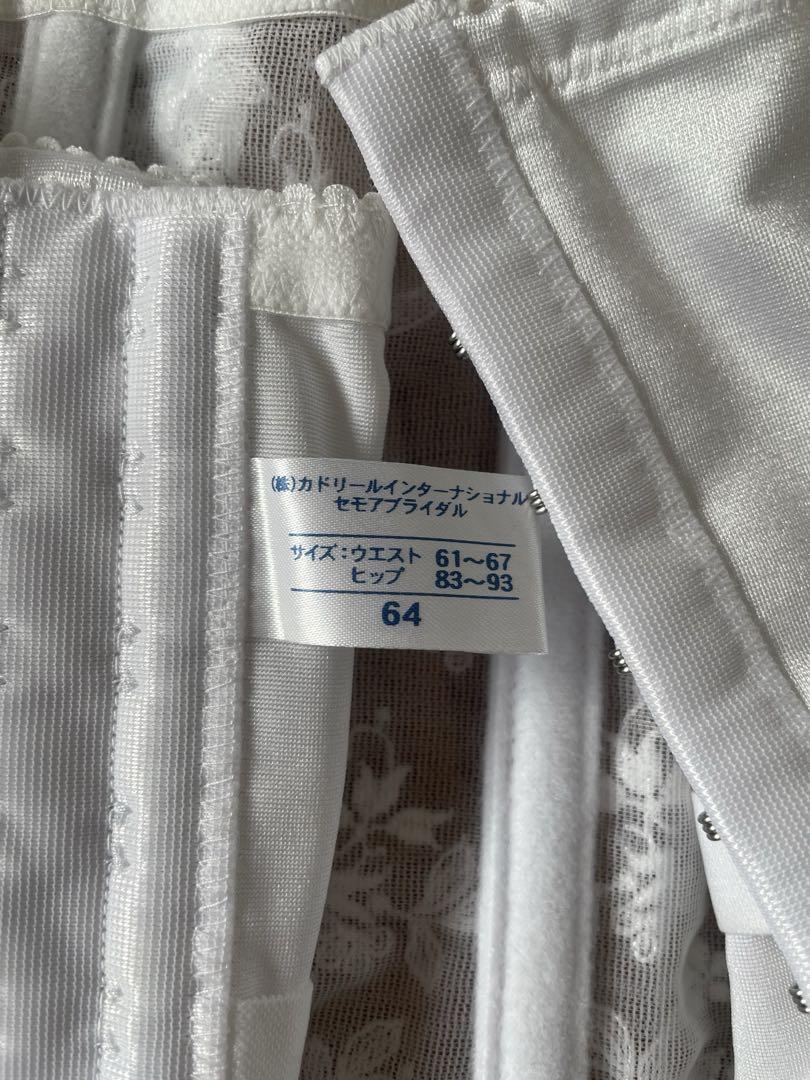 (株)カドリールインターナショナル
セモアブライダル
サイズ:ウエスト 61〜67
ヒップ 83〜93
64